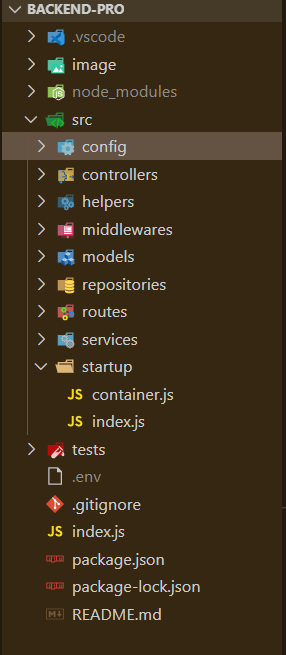 BACKEND-PRO
.vscode
image
node_modules
src
config
controllers
helpers
middlewares
models
repositories
routes
services
startup
JS container.js
JS index.js
tests
.env
.gitignore
JS index.js
package.json
package-lock.json
README.md